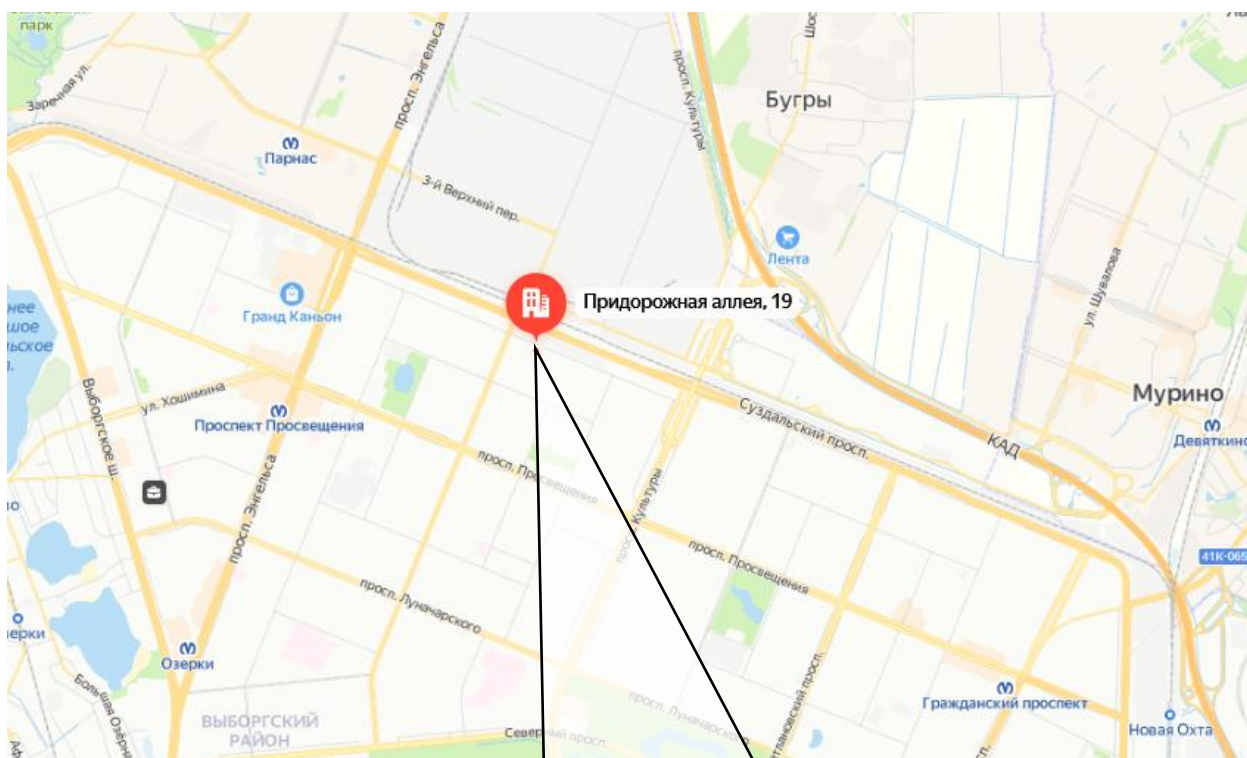 парк
Заречная ул.
просп. Энгельса
просп. Культуры
Бугры
Парнас
3-й Верхний пер.
Лента
ул. Шувалова
Придорожная аллея, 19
Гранд Каньон
Мурино
Девяткино
ул. Хошимина
Проспект Просвещения
Выборгское ш.
Суздальский просп.
КАД
просп. Просвещения
просп. Энгельса
просп. Культуры
просп. Просвещения
41К-065
просп. Луначарского
Озерки
Гражданский проспект
просп. Луначарского
Новая Охта
ВЫБОРГСКИЙ
РАЙОН
Северный просп.